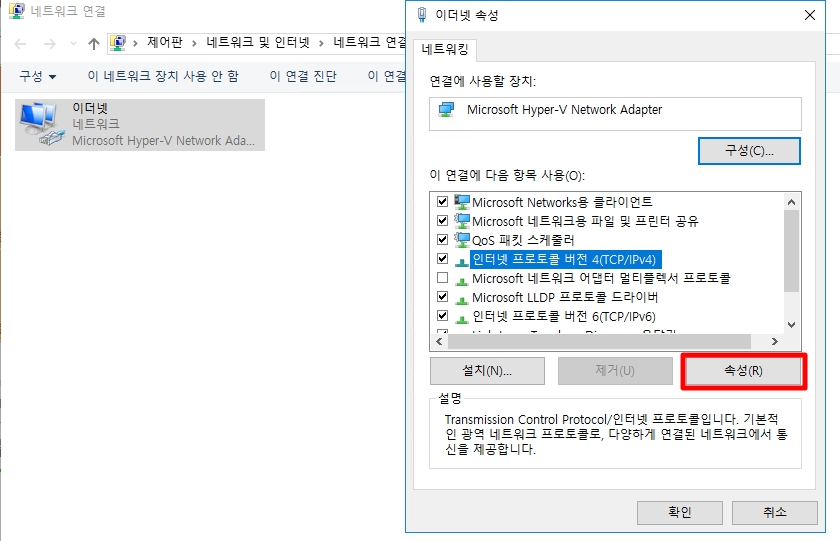 네트워크 연결
제어판 > 네트워크 및 인터넷 > 네트워크 연결
구성 이 네트워크 장치 사용 안 함 이 연결 진단 이 연결
이더넷
네트워크
Microsoft Hyper-V Network Ada...
이더넷 속성
네트워킹
연결에 사용할 장치:
Microsoft Hyper-V Network Adapter
구성(C)...
이 연결에 다음 항목 사용(O):
Microsoft Networks용 클라이언트
Microsoft 네트워크용 파일 및 프린터 공유
QoS 패킷 스케줄러
인터넷 프로토콜 버전 4(TCP/IPv4)
Microsoft 네트워크 어댑터 멀티플렉서 프로토콜
Microsoft LLDP 프로토콜 드라이버
인터넷 프로토콜 버전 6(TCP/IPv6)
설치(N)... 제거(U) 속성(R)
설명
Transmission Control Protocol/인터넷 프로토콜입니다. 기본적
인 광역 네트워크 프로토콜로, 다양하게 연결된 네트워크에서 통
신을 제공합니다.
확인 취소